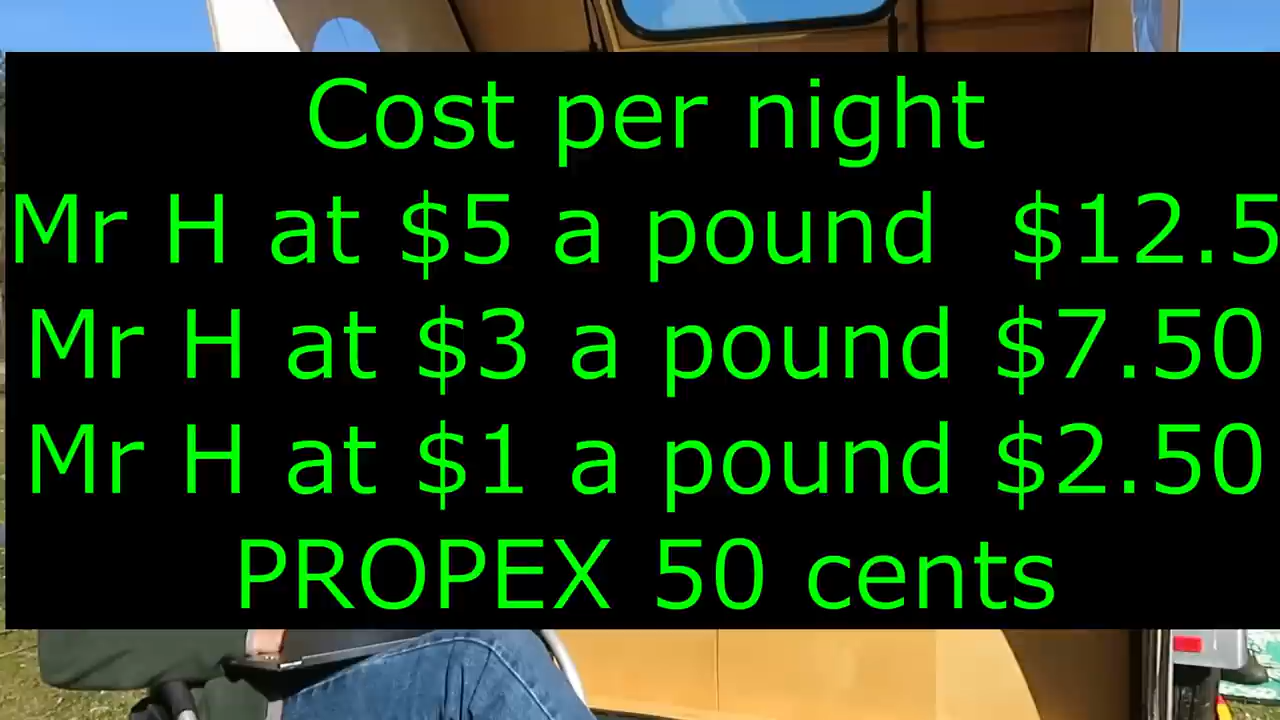 Cost per night
Mr H at $5 a pound $12.5
Mr H at $3 a pound $7.50
Mr H at $1 a pound $2.50
PROPEX 50 cents